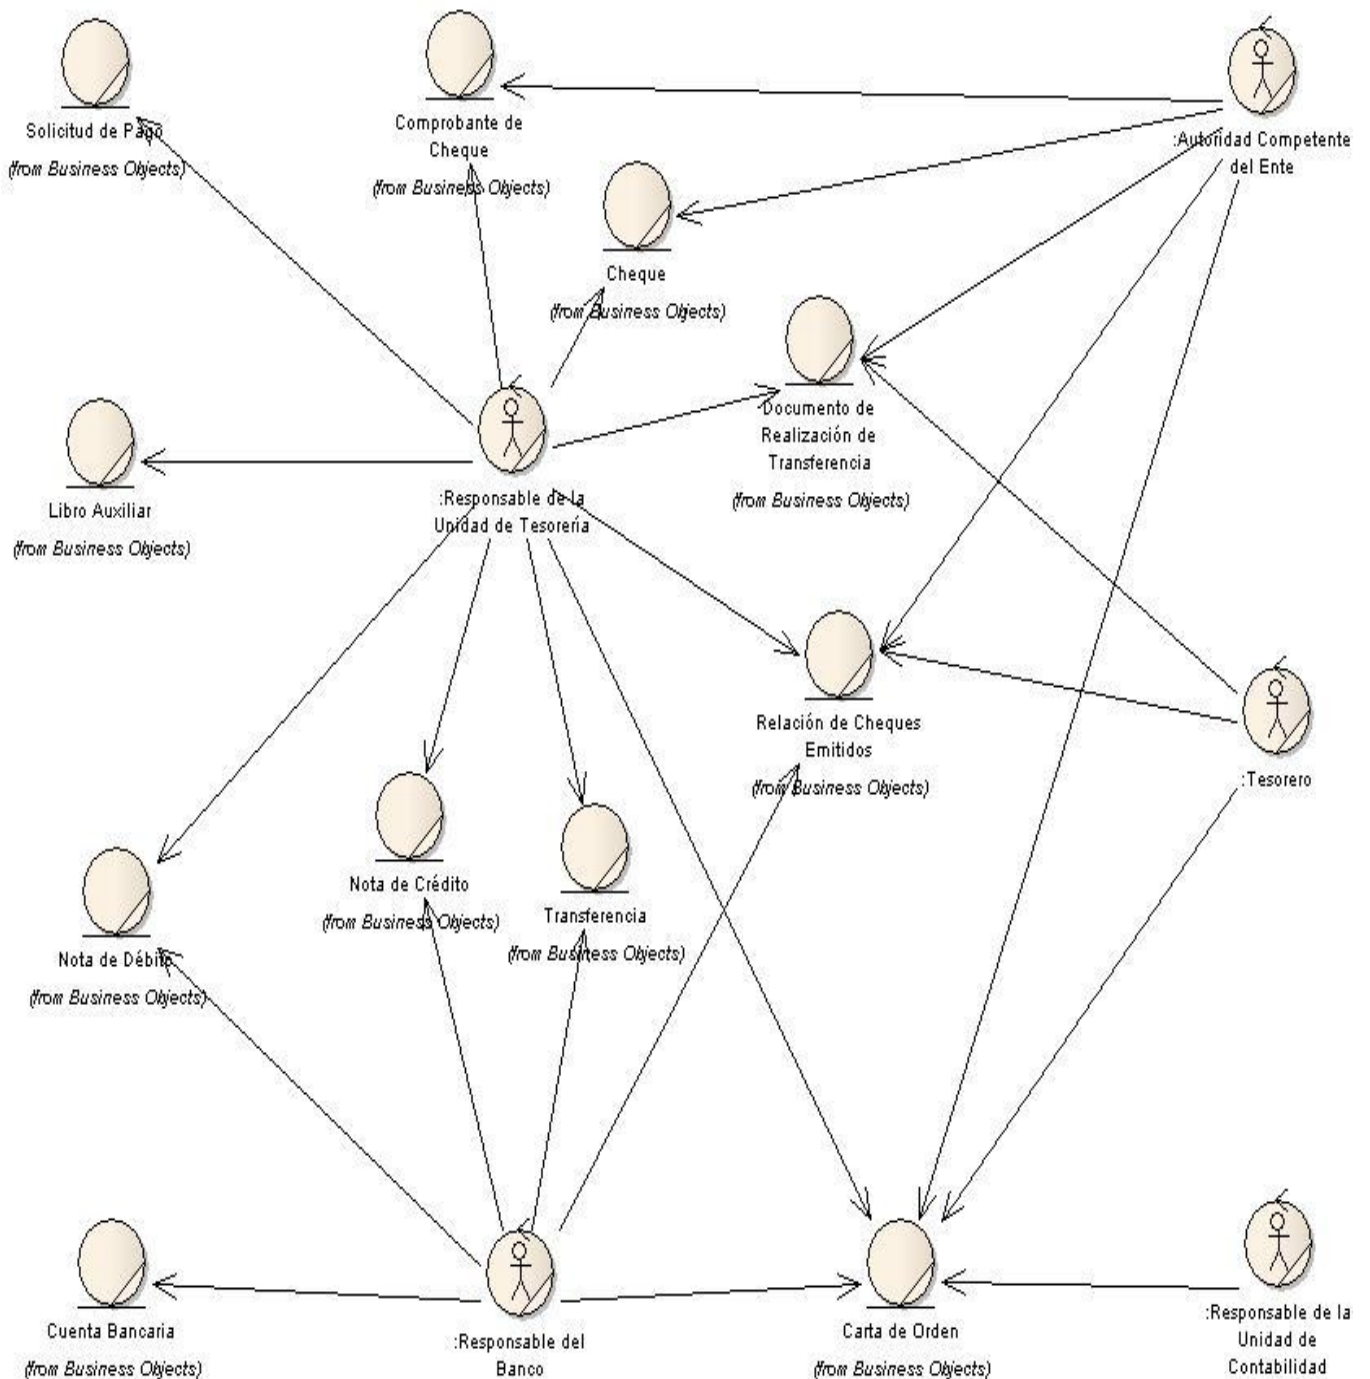 Solicitud de Pago
(from Business Objects)
Comprobante de
Cheque
(from Business Objects)
:Autoridad Competente
del Ente
Cheque
(from Business Objects)
Documento de
Realización de
Transferencia
(from Business Objects)
Libro Auxiliar
(from Business Objects)
:Responsable de la
Unidad de Tesorería
Relación de Cheques
Emitidos
(from Business Objects)
:Tesorero
Nota de Crédito
(from Business Objects)
Transferencia
(from Business Objects)
Nota de Débito
(from Business Objects)
Cuenta Bancaria
(from Business Objects)
:Responsable del
Banco
Carta de Orden
(from Business Objects)
:Responsable de la
Unidad de
Contabilidad